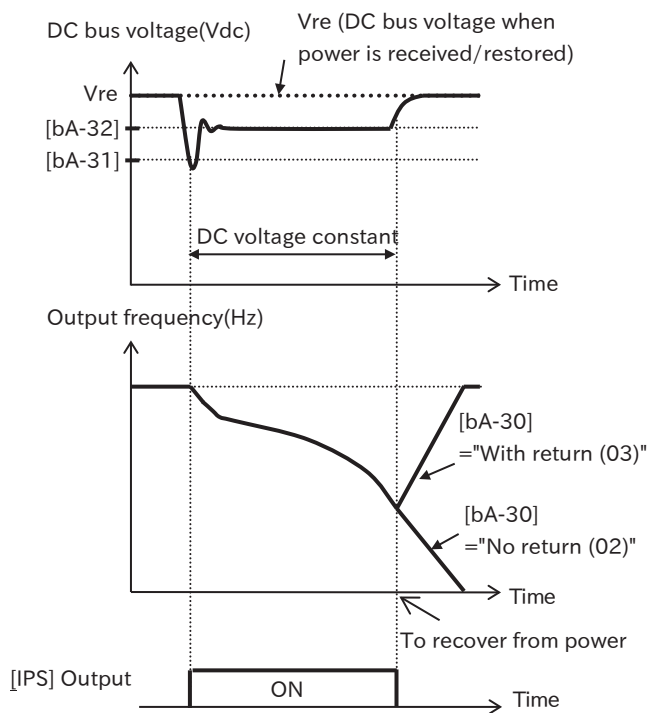 DC bus voltage(Vdc)
Vre (DC bus voltage when
power is received/restored)
Vre
[bA-32]
[bA-31]
DC voltage constant
Time
Output frequency(Hz)
[bA-30]
="With return (03)"
[bA-30]
="No return (02)"
Time
To recover from power
[IPS] Output
ON
Time